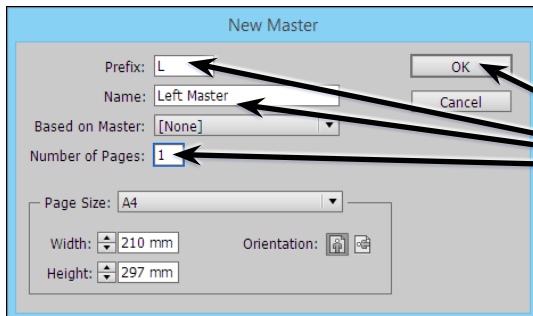 New Master
Prefix: L
OK
Name: Left Master
Cancel
Based on Master: [None]
Number of Pages: 1
Page Size: A4
Width: 210 mm
Orientation:
Height: 297 mm